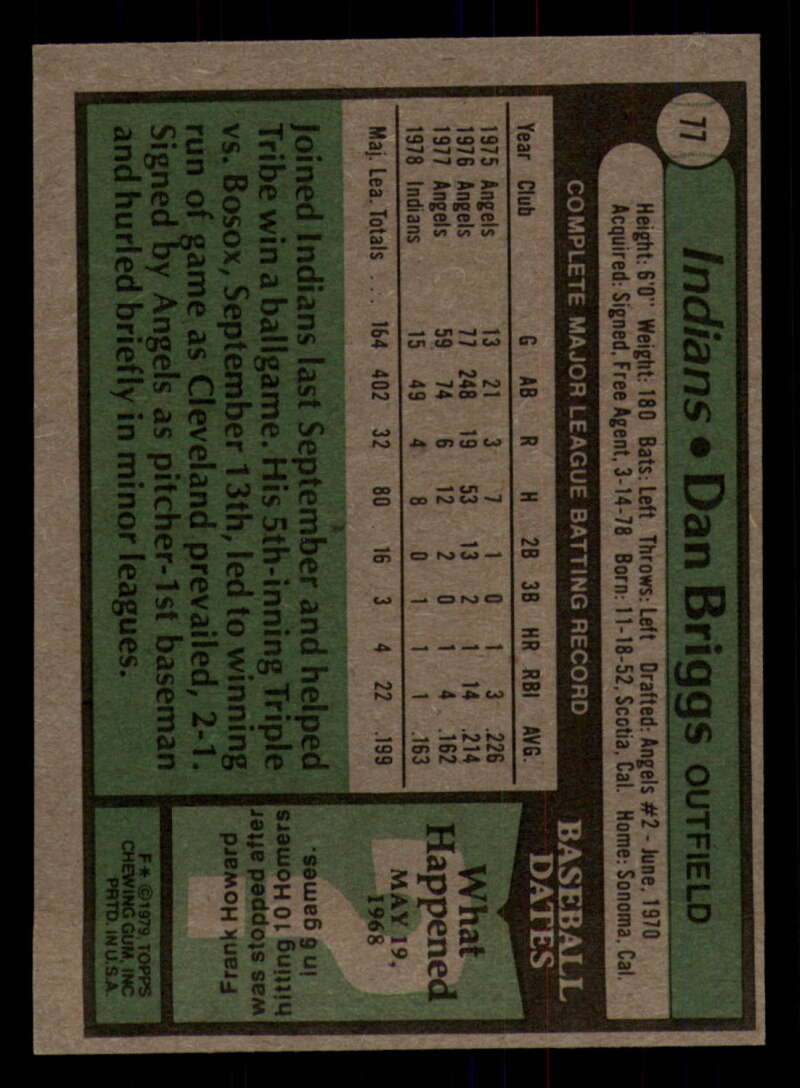 77
Indians • Dan Briggs OUTFIELD
Height: 6'0" Weight: 180 Bats: Left Throws: Left Drafted: Angels #2 - June, 1970
Acquired: Signed, Free Agent, 3-14-78 Born: 11-18-52, Scotia, Cal. Home: Sonoma, Cal.
COMPLETE MAJOR LEAGUE BATTING RECORD
Year Club G AB R H 2B 3B HR RBI AVG.
1975 Angels 13 21 3 7 1 0 1 3 .226
1976 Angels 77 248 19 53 13 2 1 14 .214
1977 Angels 59 74 6 12 2 0 1 4 .162
1978 Indians 15 49 4 8 0 1 1 1 .163
Maj. Lea. Totals .... 164 402 32 80 16 3 4 22 .199
Joined Indians last September and helped
Tribe win a ballgame. His 5th-inning Triple
vs. Bosox, September 13th, led to winning
run of game as Cleveland prevailed, 2-1.
Signed by Angels as pitcher-1st baseman
and hurled briefly in minor leagues.
BASEBALL
DATES
What
Happened
MAY 19,
1968
?
Frank Howard
was stopped after
hitting 10 Homers
in 6 games.
F* ©1979 TOPPS
CHEWING GUM, INC
PRTD. IN U.S.A.